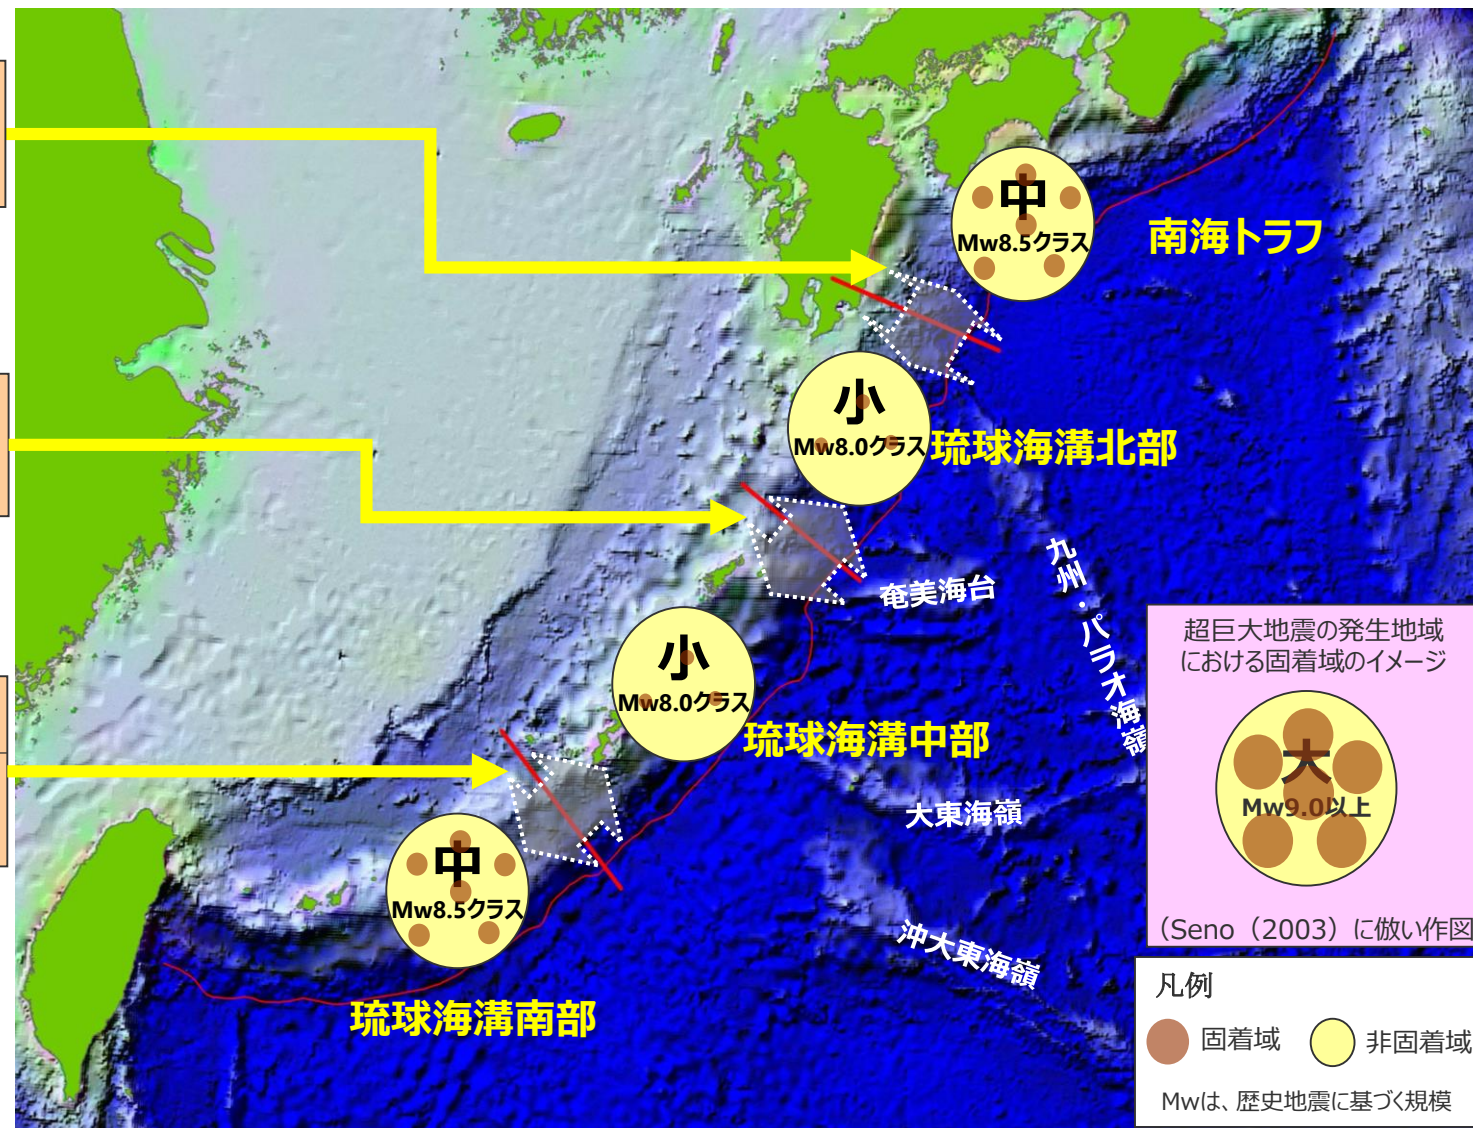 中
Mw8.5クラス
南海トラフ
小
Mw8.0クラス
琉球海溝北部
奄美海台
九州・パラオ海嶺
小
Mw8.0クラス
琉球海溝中部
大東海嶺
中
Mw8.5クラス
沖大東海嶺
琉球海溝南部
超巨大地震の発生地域
における固着域のイメージ
大
Mw9.0以上
(Seno（2003）に倣い作図
凡例
固着域
非固着域
Mwは、歴史地震に基づく規模